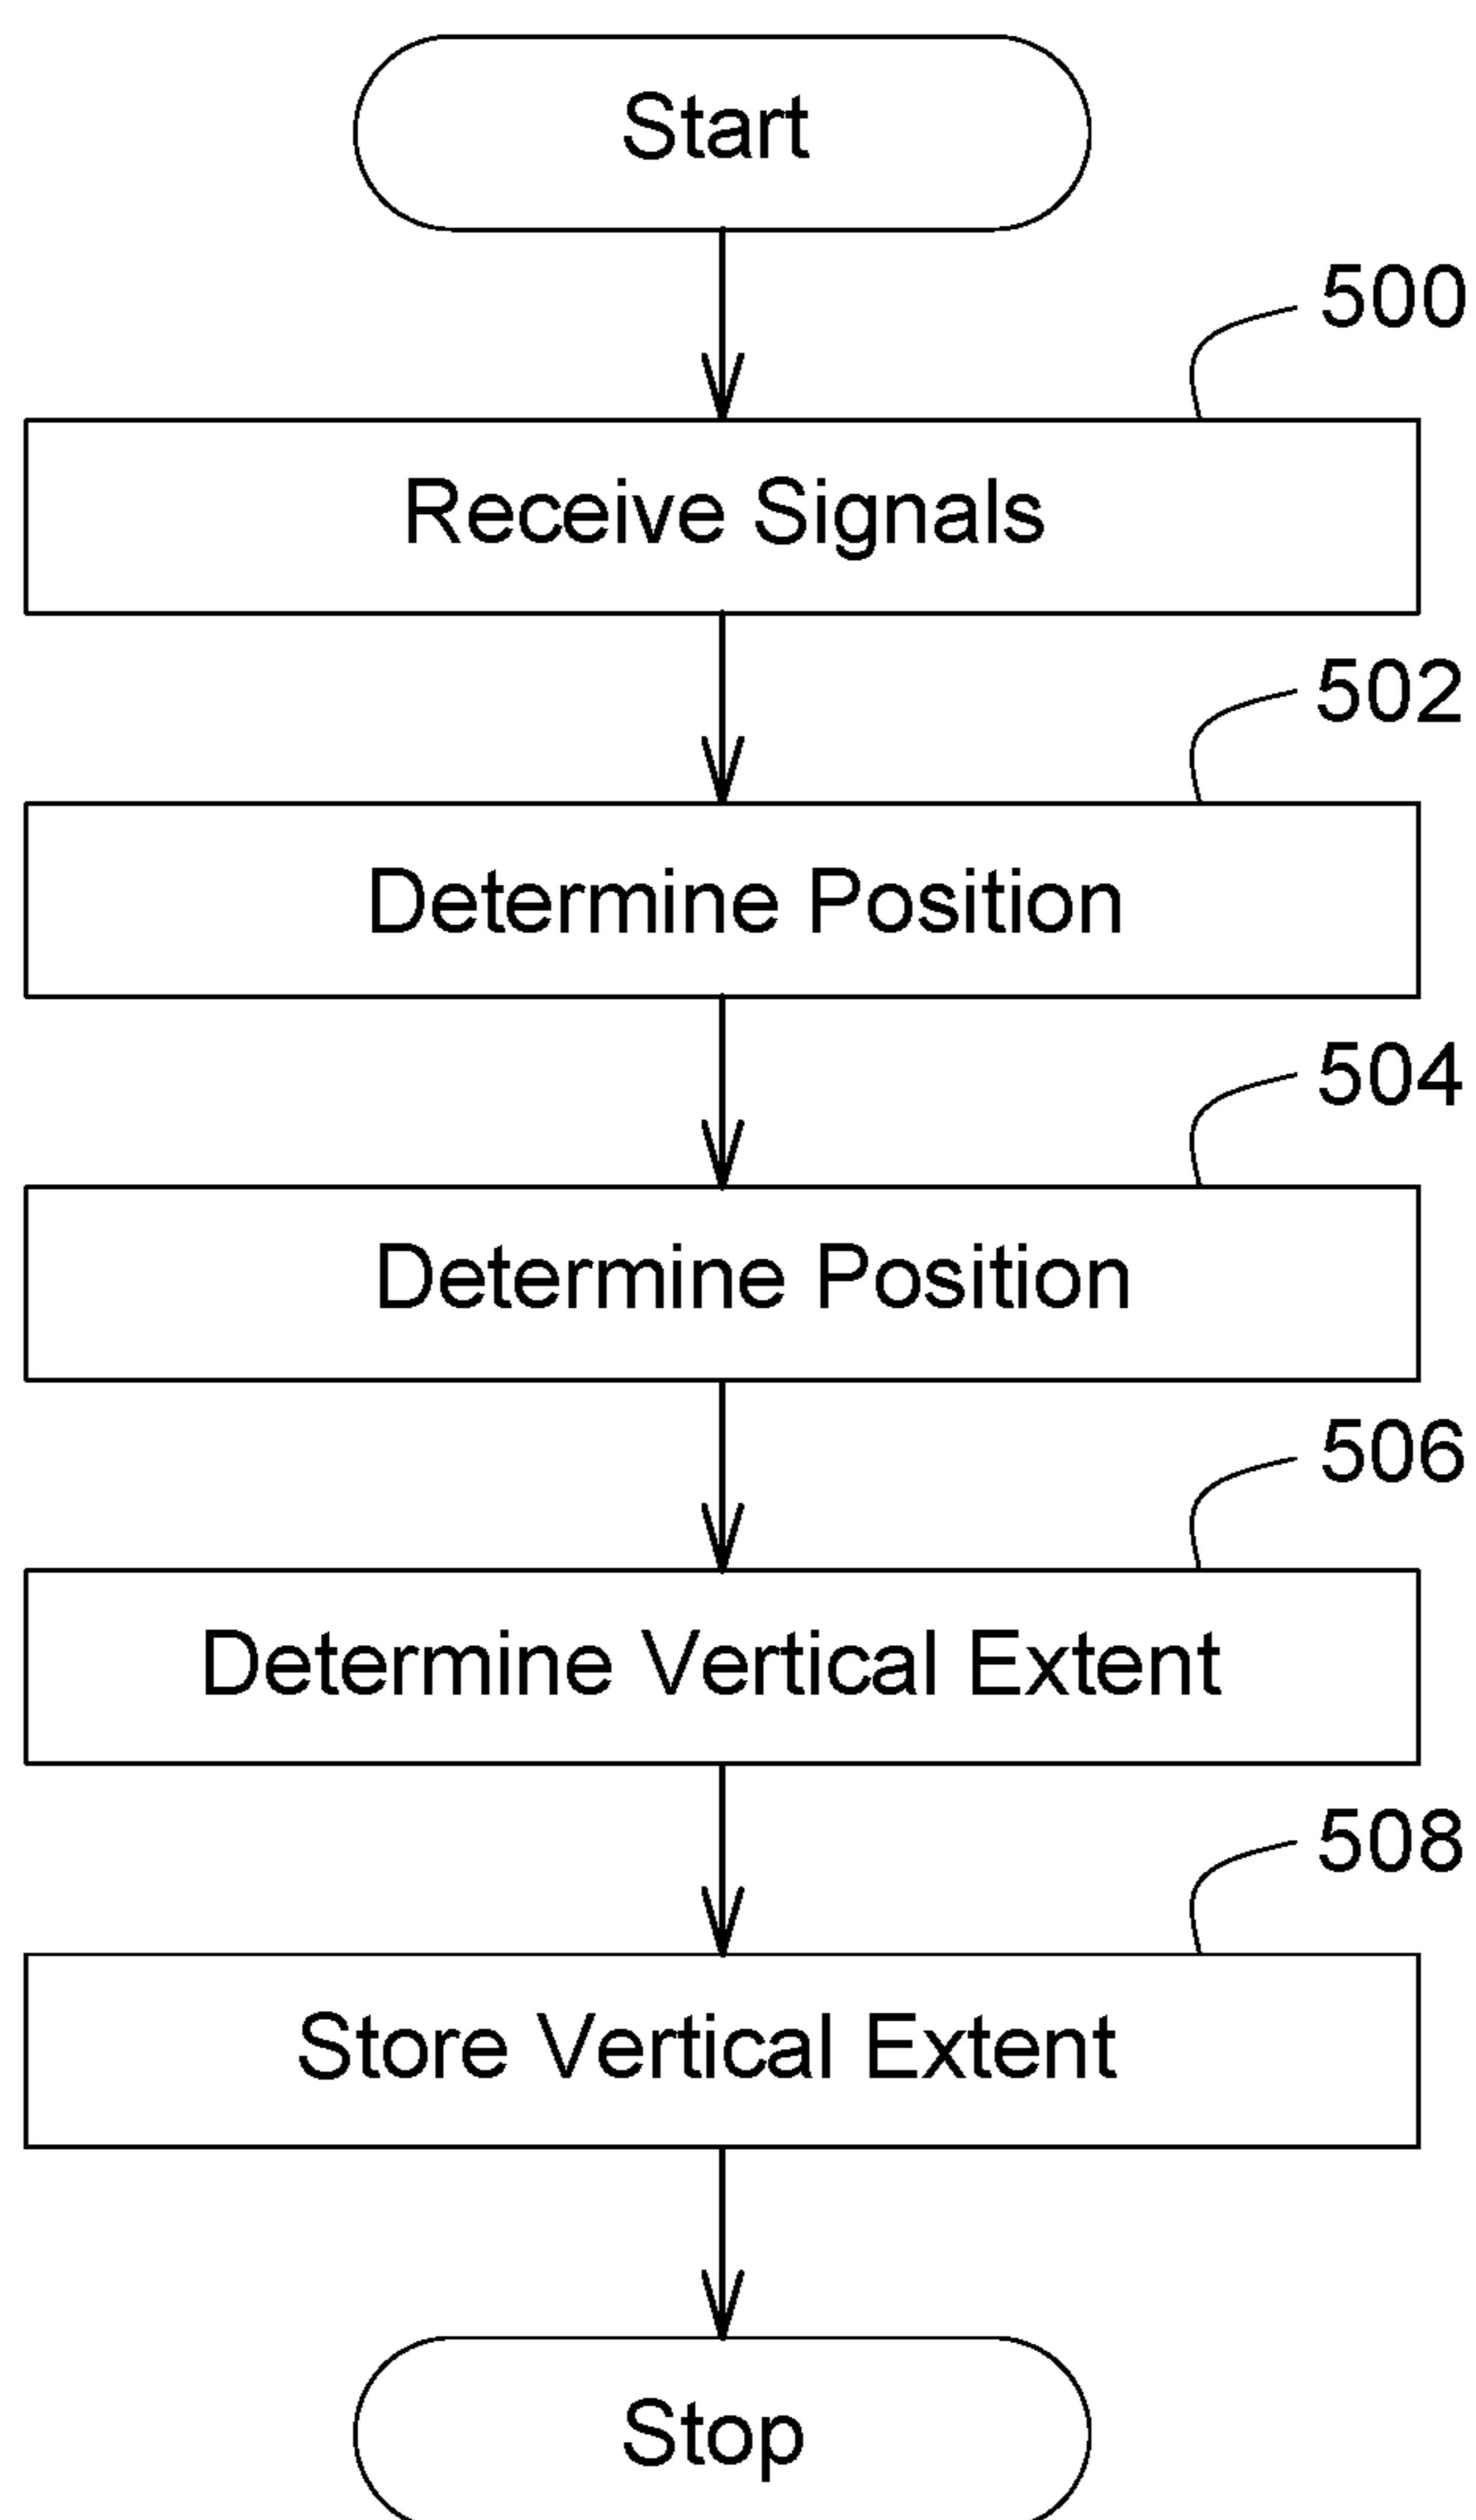 Start
500
Receive Signals
502
Determine Position
504
Determine Position
506
Determine Vertical Extent
508
Store Vertical Extent
Stop